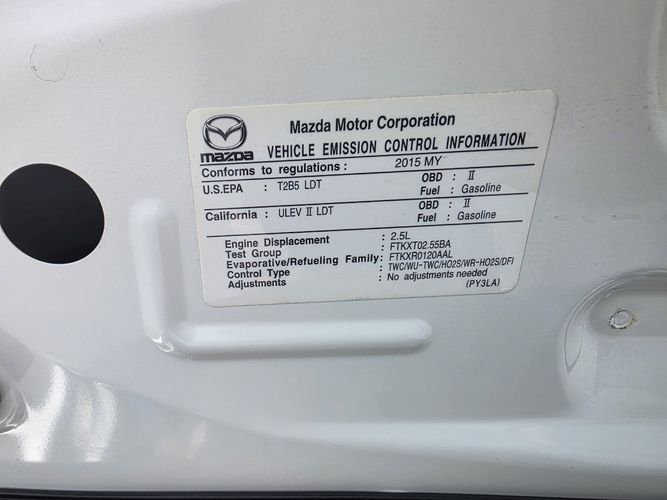 Mazda Motor Corporation
mazda VEHICLE EMISSION CONTROL INFORMATION
Conforms to regulations : 2015 MY
U.S.EPA : T2B5 LDT OBD : II
Fuel : Gasoline
California : ULEV II LDT OBD : II
Fuel : Gasoline
Engine Displacement : 2.5L
Test Group : FTKXT02.55BA
Evaporative/Refueling Family : FTKXR0120AAL
Control Type : TWC/WU-TWC/HO2S/WR-HO2S/DFI
Adjustments : No adjustments needed
(PY3LA)